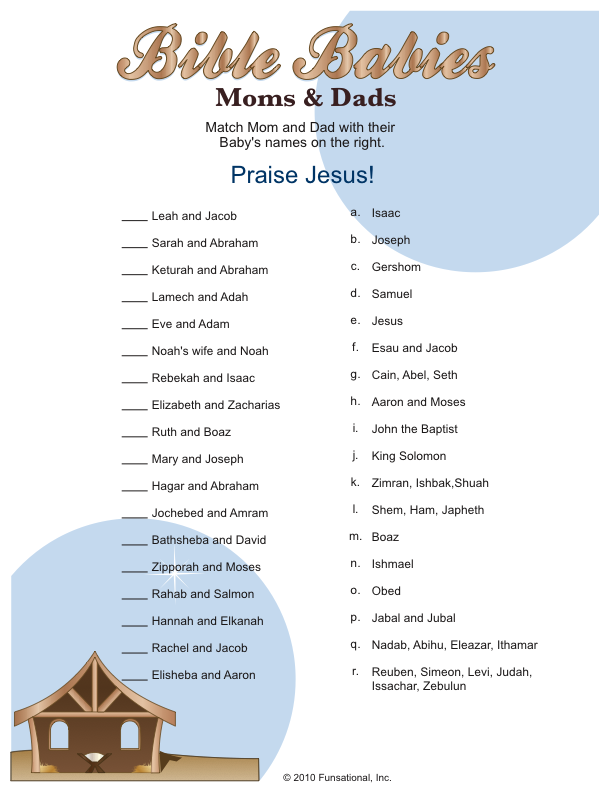 Bible Babies
Moms & Dads
Match Mom and Dad with their
Baby's names on the right.
Praise Jesus!
____ Leah and Jacob
____ Sarah and Abraham
____ Keturah and Abraham
____ Lamech and Adah
____ Eve and Adam
____ Noah's wife and Noah
____ Rebekah and Isaac
____ Elizabeth and Zacharias
____ Ruth and Boaz
____ Mary and Joseph
____ Hagar and Abraham
____ Jochebed and Amram
____ Bathsheba and David
____ Zipporah and Moses
____ Rahab and Salmon
____ Hannah and Elkanah
____ Rachel and Jacob
____ Elisheba and Aaron
a. Isaac
b. Joseph
c. Gershom
d. Samuel
e. Jesus
f. Esau and Jacob
g. Cain, Abel, Seth
h. Aaron and Moses
i. John the Baptist
j. King Solomon
k. Zimran, Ishbak,Shuah
l. Shem, Ham, Japheth
m. Boaz
n. Ishmael
o. Obed
p. Jabal and Jubal
q. Nadab, Abihu, Eleazar, Ithamar
r. Reuben, Simeon, Levi, Judah,
Issachar, Zebulun
© 2010 Funsational, Inc.